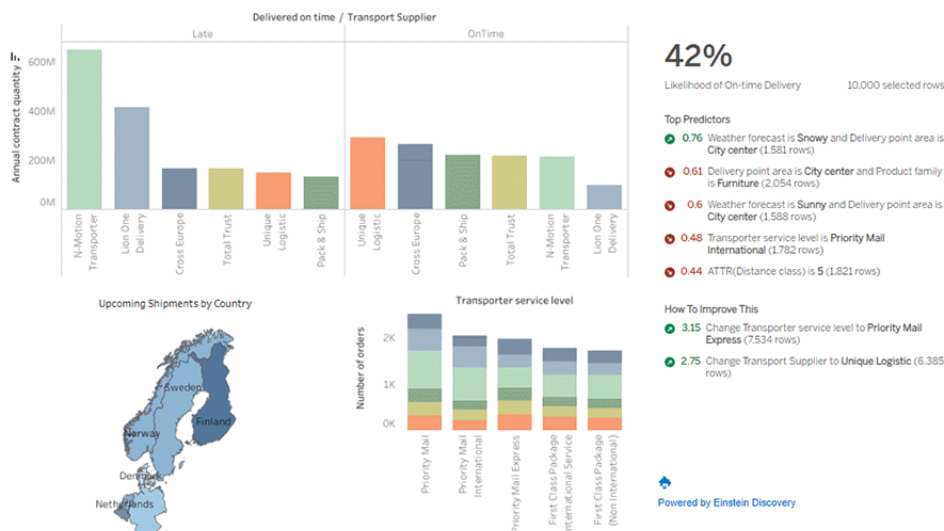 Delivered on time / Transport Supplier
Late
OnTime
Annual contract quantity
600M
400M
200M
0M
N-Motion
Transporter
Lion One
Delivery
Cross Europe
Total Trust
Unique
Logistic
Pack & Ship
Unique
Logistic
Cross Europe
Pack & Ship
Total Trust
N-Motion
Transporter
Lion One
Delivery
42%
Likelihood of On-time Delivery
10,000 selected rows
Top Predictors
0.76 Weather forecast is Snowy and Delivery point area is
City center (1,581 rows)
0.61 Delivery point area is City center and Product family
is Furniture (2,054 rows)
0.6 Weather forecast is Sunny and Delivery point area is
City center (1,588 rows)
0.48 Transporter service level is Priority Mail
International (1,782 rows)
0.44 ATTR(Distance class) is 5 (1,821 rows)
How To Improve This
3.15 Change Transporter service level to Priority Mail
Express (7,534 rows)
2.75 Change Transport Supplier to Unique Logistic (6,385
rows)
Powered by Einstein Discovery
Upcoming Shipments by Country
Sweden
Finland
Norway
Denmark
Netherlands
Transporter service level
Number of orders
2K
1K
0K
Priority Mail
Priority Mail
International
Priority Mail Express
First Class Package
International Service
First Class Package
(Non International)